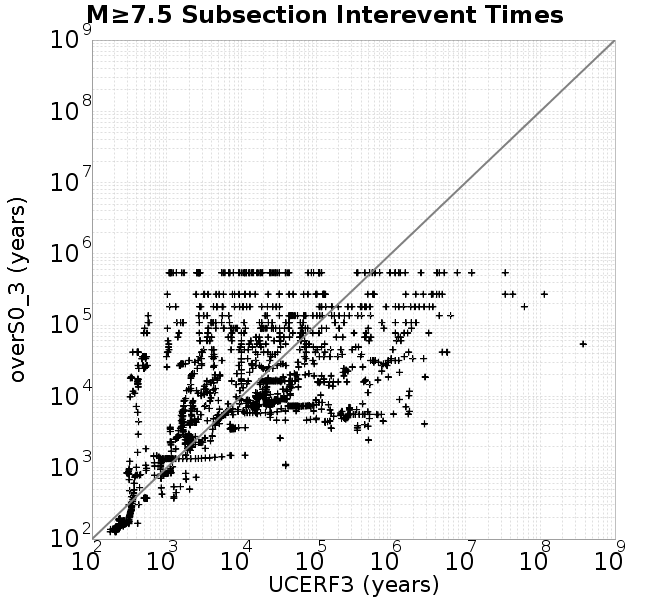 M≥7.5 Subsection Interevent Times
10^9
10^8
10^7
10^6
10^5
10^4
10^3
10^2
overS0_3 (years)
10^2 10^3 10^4 10^5 10^6 10^7 10^8 10^9
UCERF3 (years)